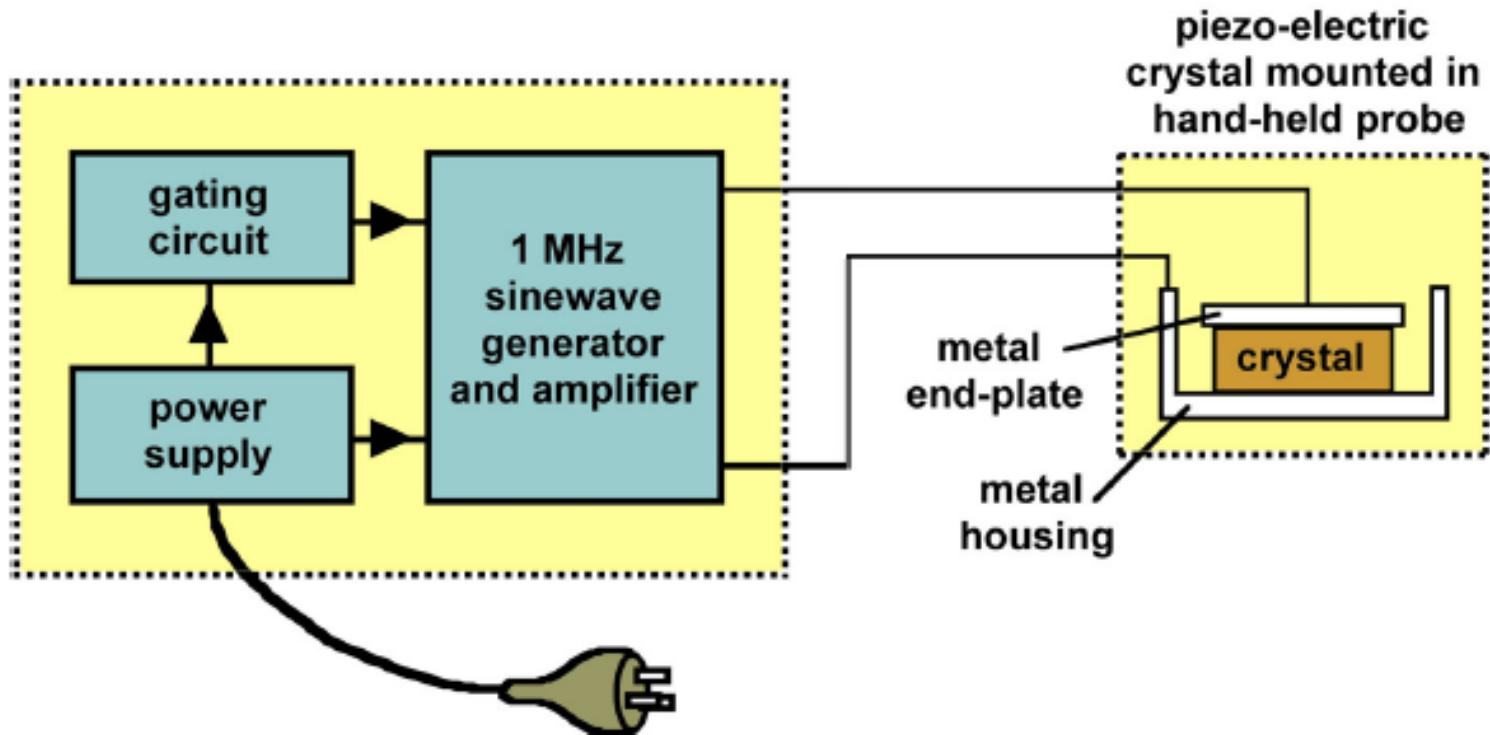 piezo-electric
crystal mounted in
hand-held probe
gating
circuit
1 MHz
sinewave
generator
and amplifier
power
supply
metal
end-plate
crystal
metal
housing